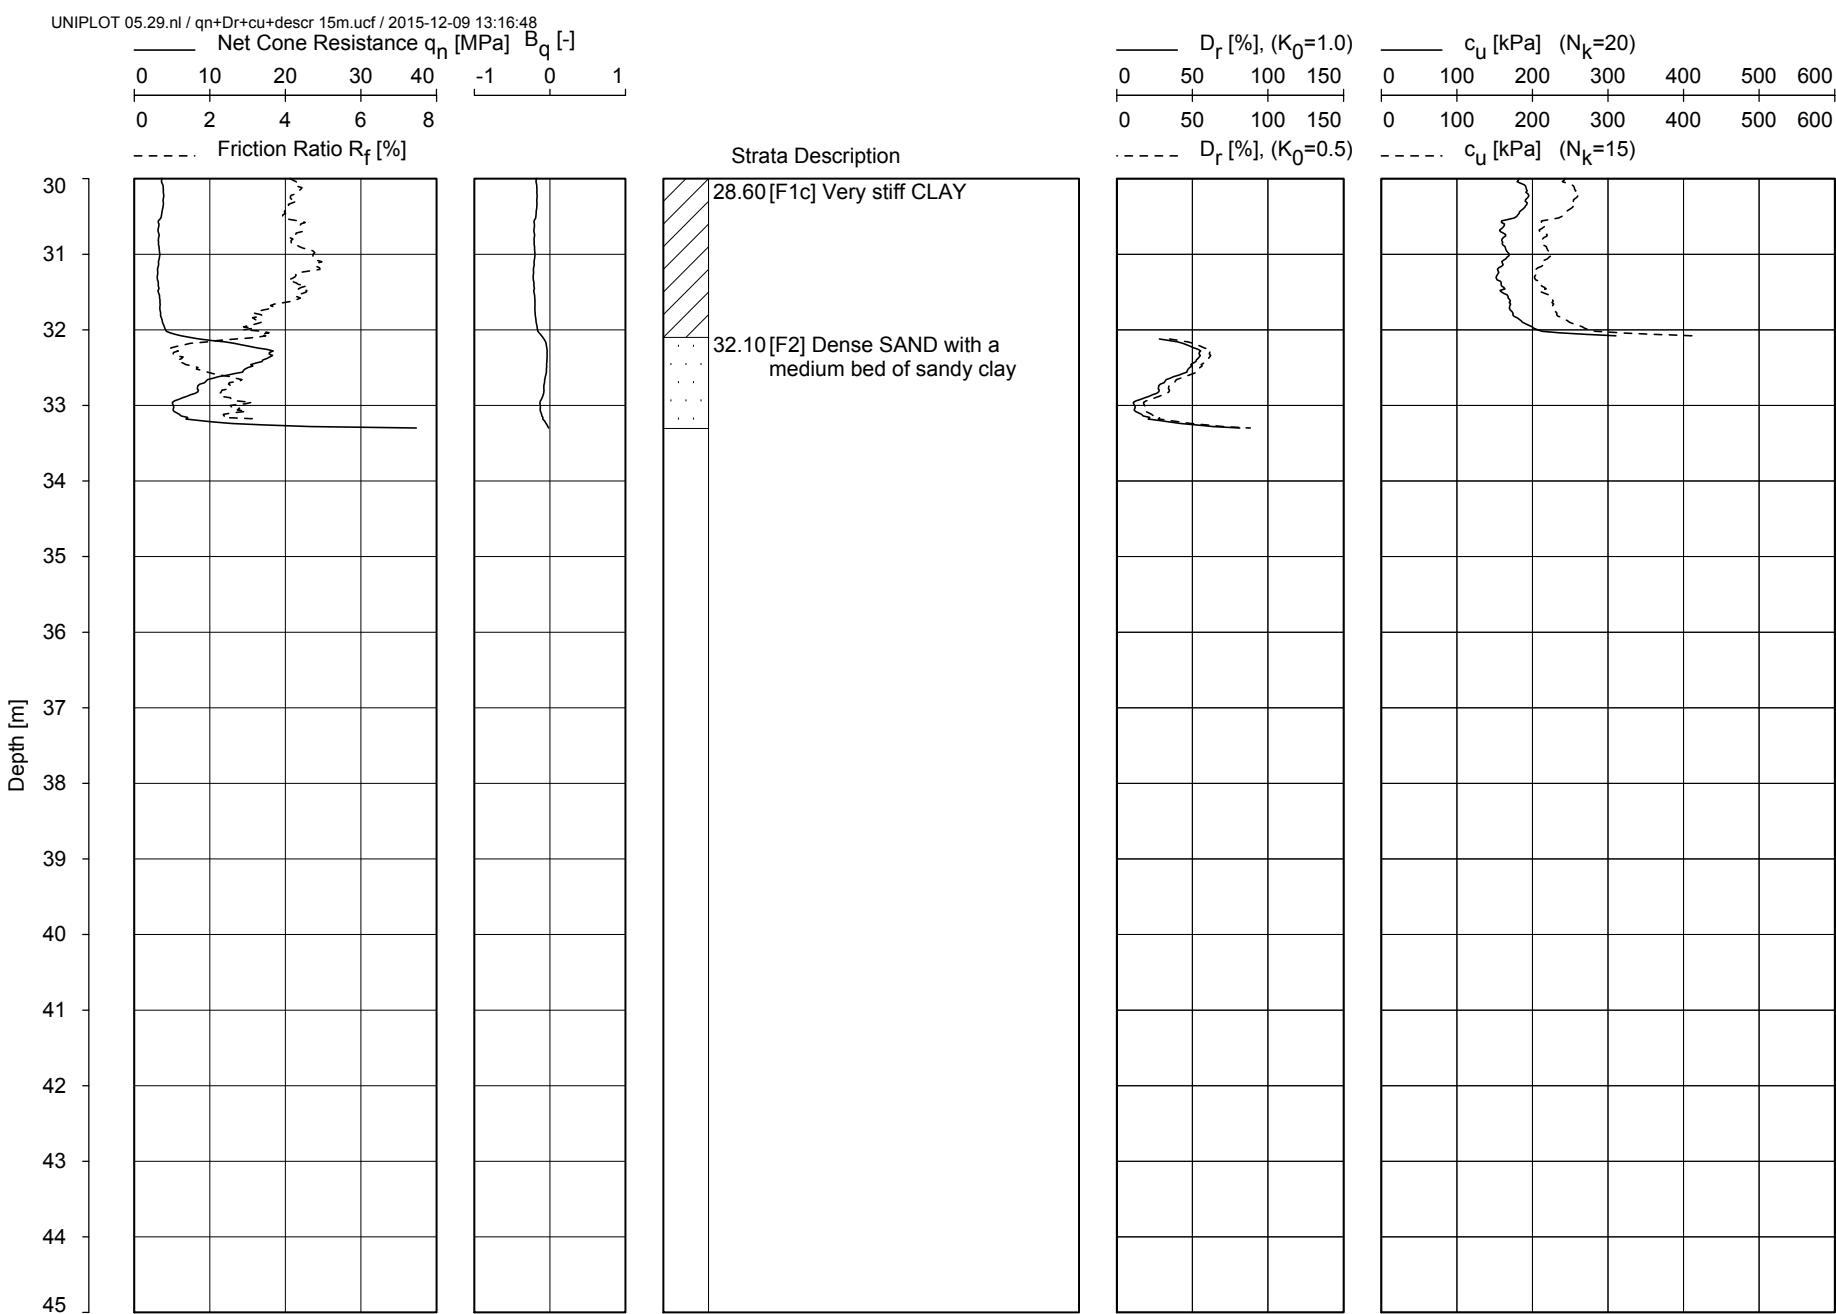 UNIPLOT 05.29.nl / qn+Dr+cu+descr 15m.ucf / 2015-12-09 13:16:48
Net Cone Resistance qn [MPa] Bq [-] Dr [%], (K0=1.0) cu [kPa] (Nk=20)
0 10 20 30 40 -1 0 1 0 50 100 150 0 100 200 300 400 500 600
0 2 4 6 8 0 50 100 150 0 100 200 300 400 500 600
Friction Ratio Rf [%] Strata Description Dr [%], (K0=0.5) cu [kPa] (Nk=15)
30 28.60 [F1c] Very stiff CLAY
31
32 32.10 [F2] Dense SAND with a
medium bed of sandy clay
33
34
35
36
37
Depth [m]
38
39
40
41
42
43
44
45